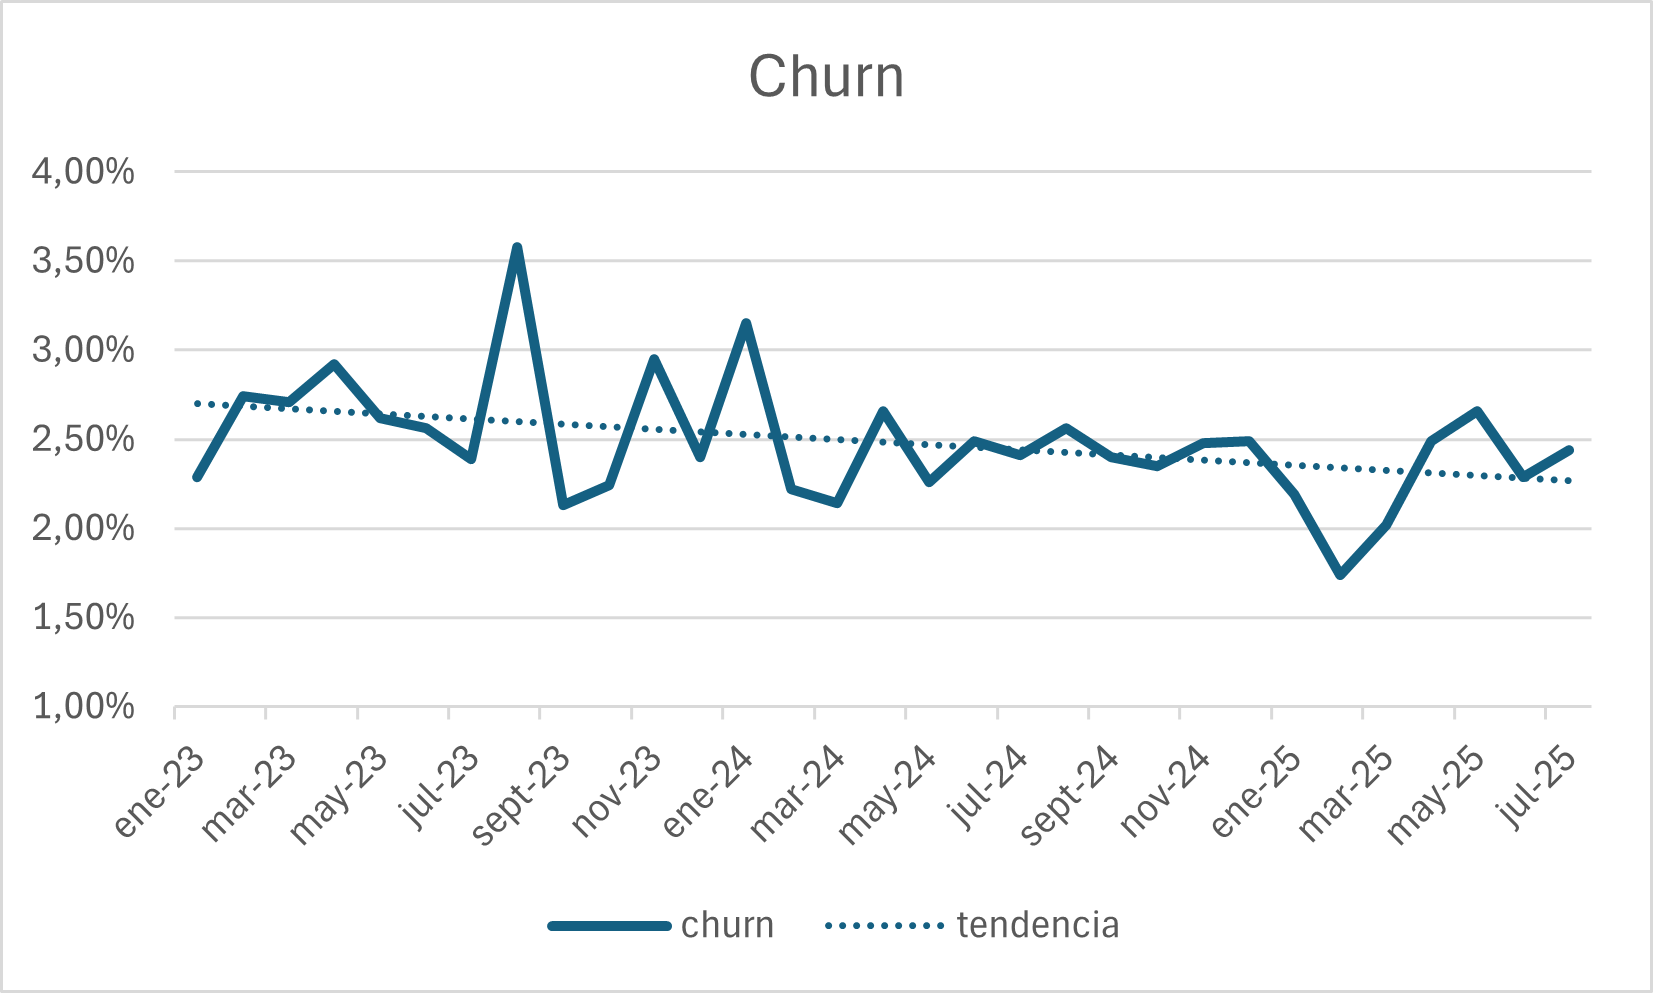 Churn
4,00%
3,50%
3,00%
2,50%
2,00%
1,50%
1,00%
ene-23
mar-23
may-23
jul-23
sept-23
nov-23
ene-24
mar-24
may-24
jul-24
sept-24
nov-24
ene-25
mar-25
may-25
jul-25
churn
tendencia